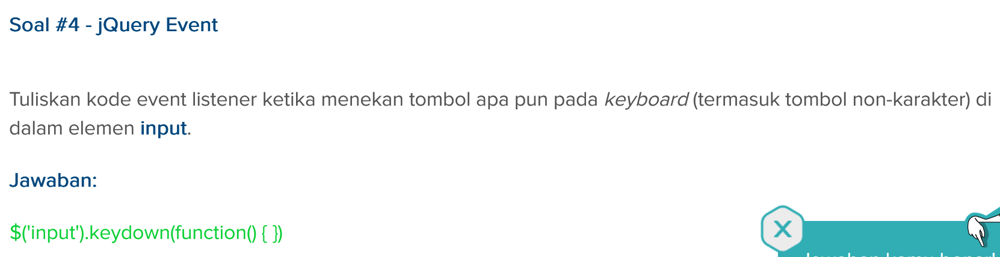 Soal #4 - jQuery Event
Tuliskan kode event listener ketika menekan tombol apa pun pada keyboard (termasuk tombol non-karakter) di
dalam elemen input.
Jawaban:
$('input').keydown(function() { })
X